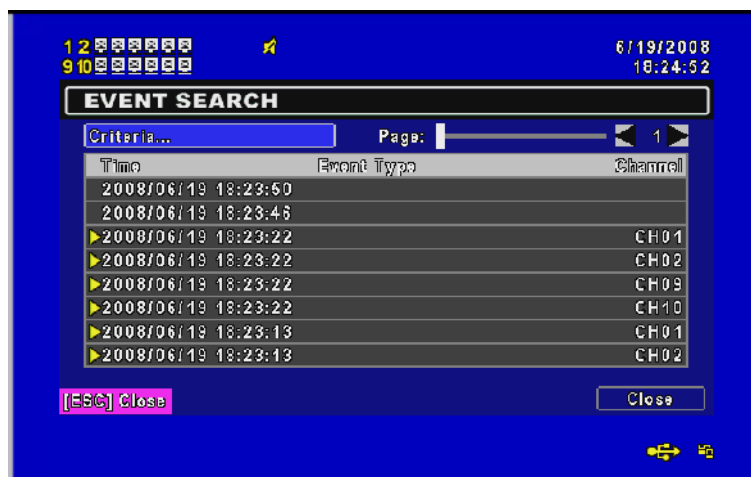 1 2
6/19/2008
9 10
18:24:52
EVENT SEARCH
Criteria...
Page:
1
Time Event Type Channel
2008/06/19 18:23:50
2008/06/19 18:23:46
2008/06/19 18:23:22 CH01
2008/06/19 18:23:22 CH02
2008/06/19 18:23:22 CH09
2008/06/19 18:23:22 CH10
2008/06/19 18:23:13 CH01
2008/06/19 18:23:13 CH02
[ESC] Close
Close